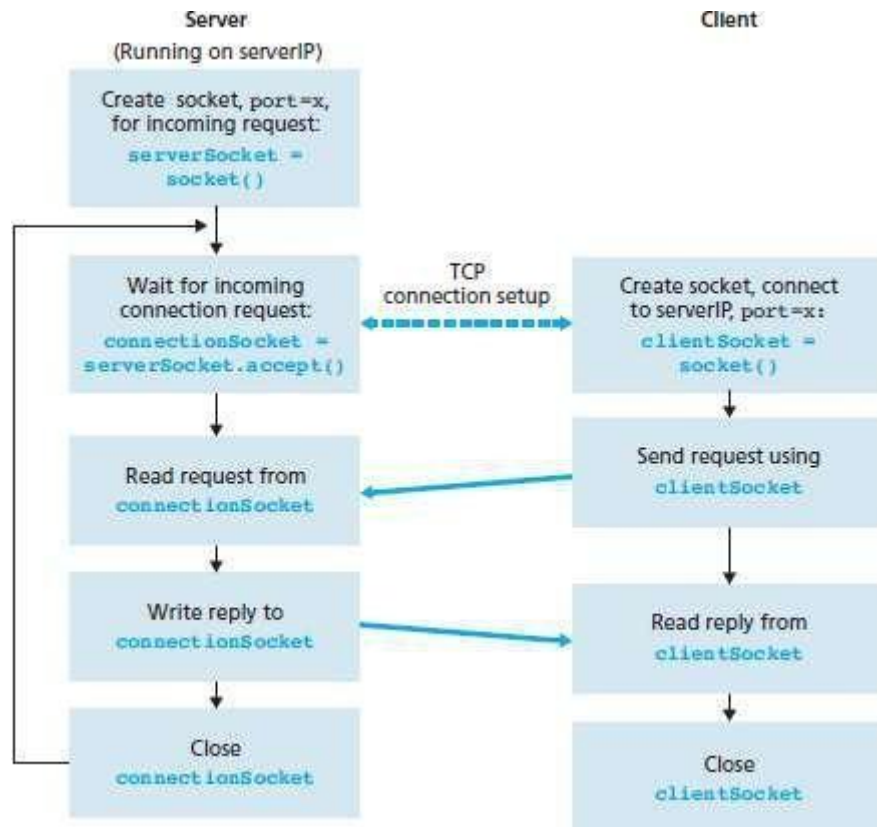 Server
(Running on serverIP)
Create socket, port=x,
for incoming request:
serverSocket =
socket()
Wait for incoming
connection request:
connectionSocket =
serverSocket.accept()
Read request from
connectionSocket
Write reply to
connectionSocket
Close
connectionSocket
TCP
connection setup
Client
Create socket, connect
to serverIP, port=x:
clientSocket =
socket()
Send request using
clientSocket
Read reply from
clientSocket
Close
clientSocket